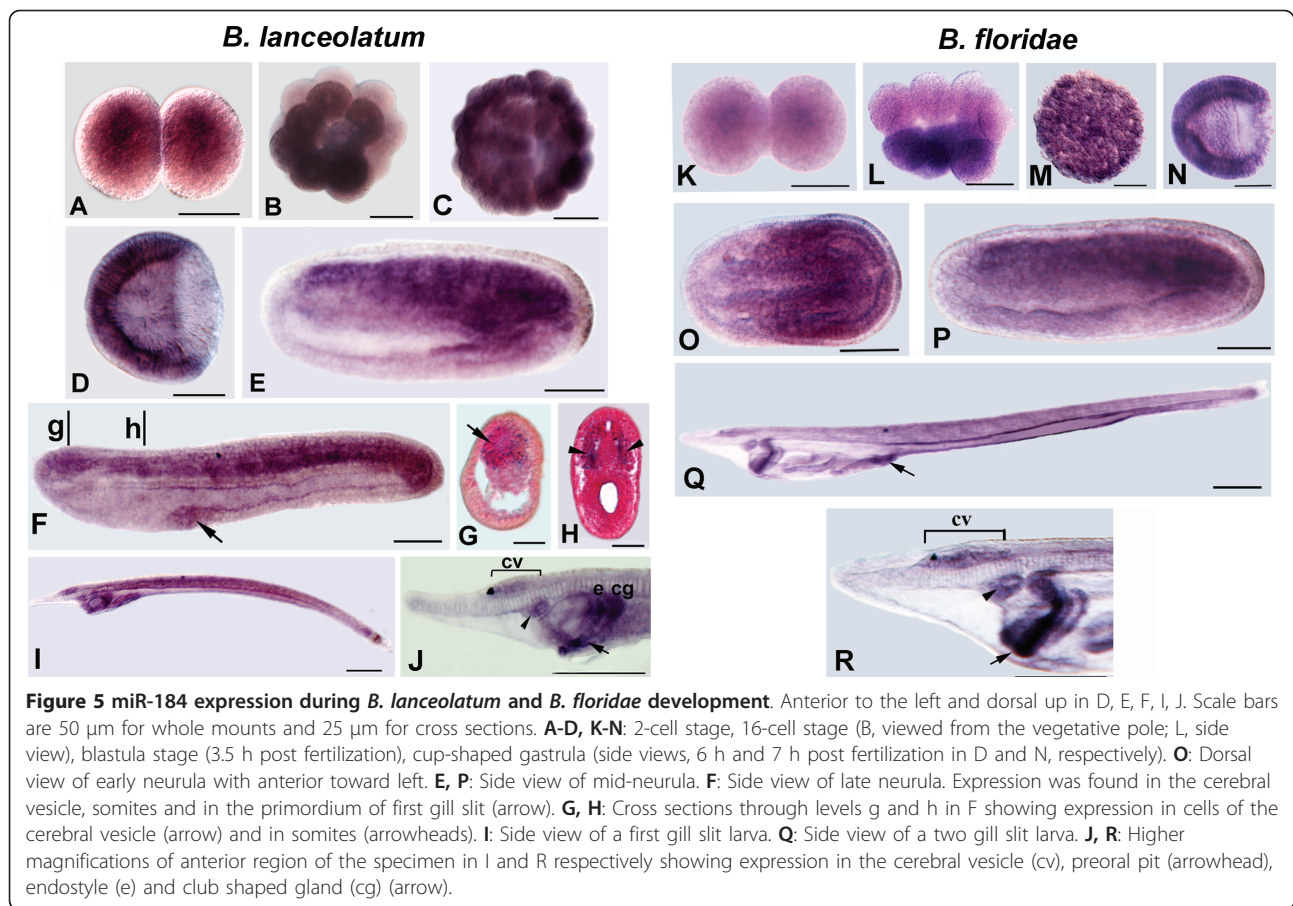 B. lanceolatum
B. floridae
A
B
C
K
L
M
N
D
E
O
P
g
h
F
G
H
Q
I
cv
e cg
J
cv
R
Figure 5 miR-184 expression during B. lanceolatum and B. floridae development. Anterior to the left and dorsal up in D, E, F, I, J. Scale bars
are 50 μm for whole mounts and 25 μm for cross sections. A-D, K-N: 2-cell stage, 16-cell stage (B, viewed from the vegetative pole; L, side
view), blastula stage (3.5 h post fertilization), cup-shaped gastrula (side views, 6 h and 7 h post fertilization in D and N, respectively). O: Dorsal
view of early neurula with anterior toward left. E, P: Side view of mid-neurula. F: Side view of late neurula. Expression was found in the cerebral
vesicle, somites and in the primordium of first gill slit (arrow). G, H: Cross sections through levels g and h in F showing expression in cells of the
cerebral vesicle (arrow) and in somites (arrowheads). I: Side view of a first gill slit larva. Q: Side view of a two gill slit larva. J, R: Higher
magnifications of anterior region of the specimen in I and R respectively showing expression in the cerebral vesicle (cv), preoral pit (arrowhead),
endostyle (e) and club shaped gland (cg) (arrow).